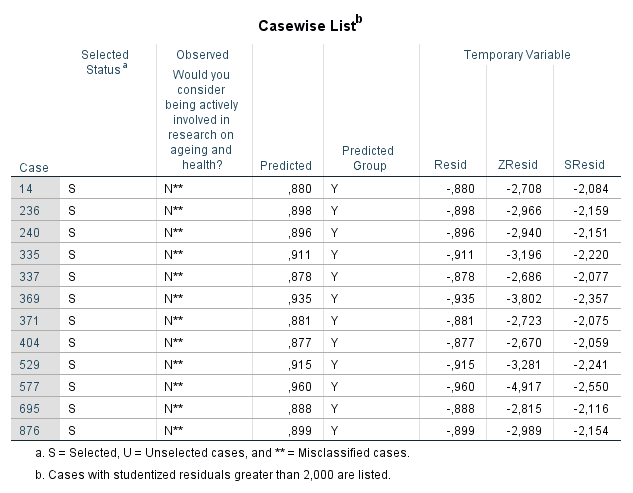 Casewise List b
Selected Status a Observed Temporary Variable
Would you consider being actively involved in research on ageing and health?
Case Predicted Predicted Group Resid ZResid SResid
14 S N** ,880 Y -,880 -2,708 -2,084
236 S N** ,898 Y -,898 -2,966 -2,159
240 S N** ,896 Y -,896 -2,940 -2,151
335 S N** ,911 Y -,911 -3,196 -2,220
337 S N** ,878 Y -,878 -2,686 -2,077
369 S N** ,935 Y -,935 -3,802 -2,357
371 S N** ,881 Y -,881 -2,723 -2,075
404 S N** ,877 Y -,877 -2,670 -2,059
529 S N** ,915 Y -,915 -3,281 -2,241
577 S N** ,960 Y -,960 -4,917 -2,550
695 S N** ,888 Y -,888 -2,815 -2,116
876 S N** ,899 Y -,899 -2,989 -2,154
a. S = Selected, U = Unselected cases, and ** = Misclassified cases.
b. Cases with studentized residuals greater than 2,000 are listed.